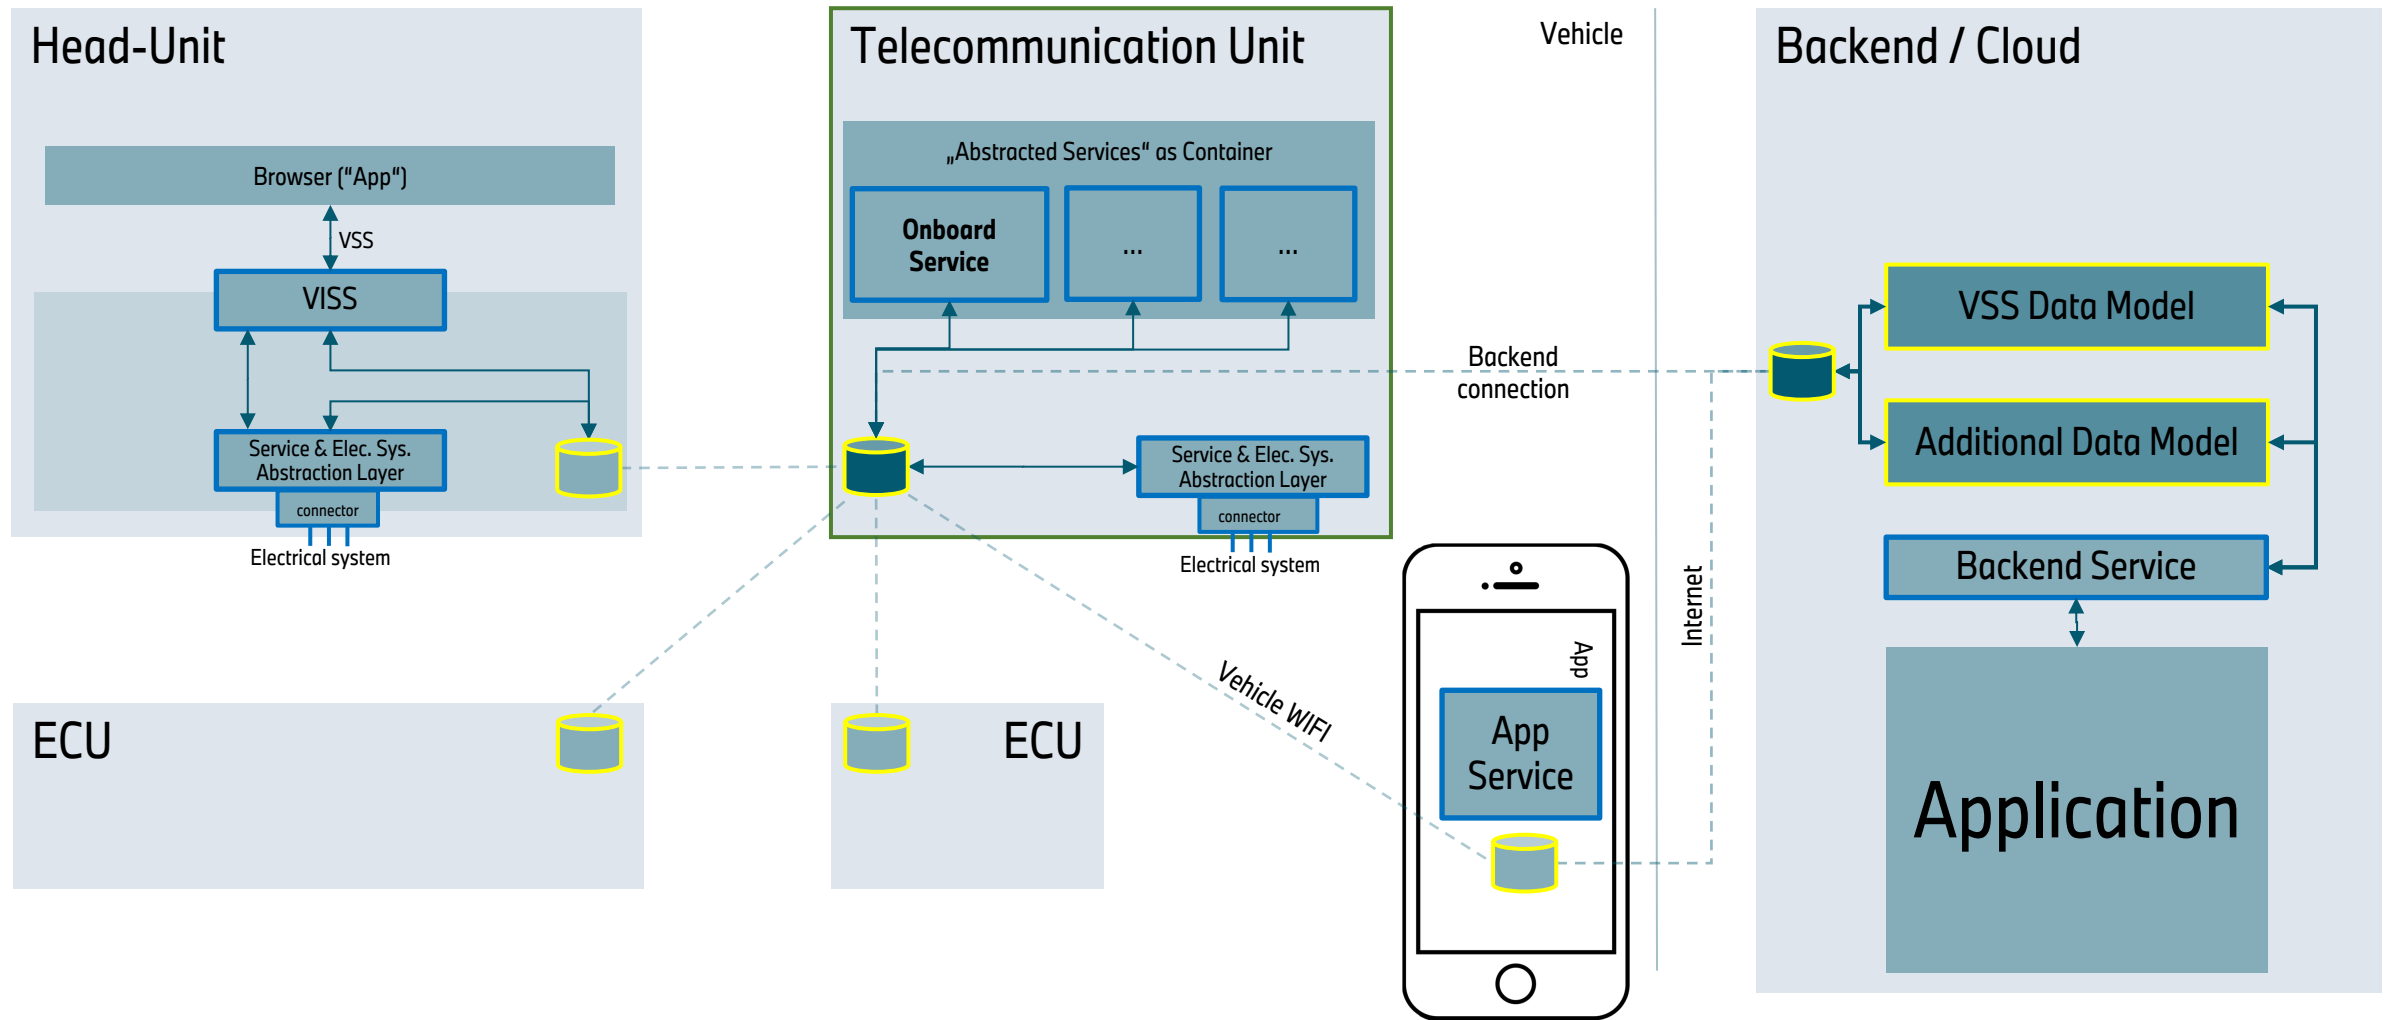 Head-Unit
Browser (“App“)
VSS
VISS
Service & Elec. Sys.
Abstraction Layer
connector
Electrical system
Telecommunication Unit
„Abstracted Services“ as Container
Onboard
Service
...
...
Service & Elec. Sys.
Abstraction Layer
connector
Electrical system
Vehicle
Backend
connection
Internet
Vehicle WIFI
ECU
ECU
App
App
Service
Backend / Cloud
VSS Data Model
Additional Data Model
Backend Service
Application